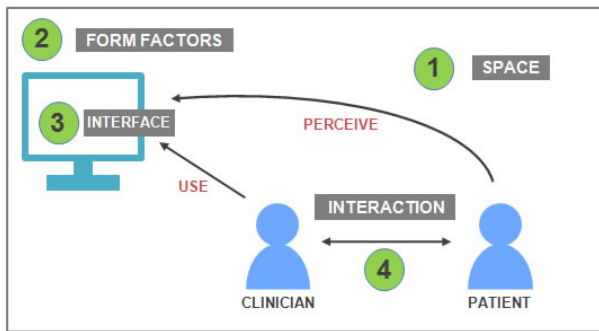 2 FORM FACTORS
1 SPACE
3 INTERFACE
PERCEIVE
USE
INTERACTION
4
CLINICIAN
PATIENT